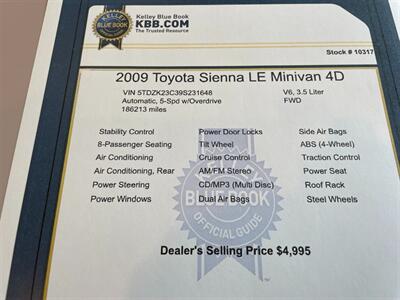 Kelley Blue Book
KBB.COM
The Trusted Resource
KELLEY
BLUE BOOK
Stock # 10317
2009 Toyota Sienna LE Minivan 4D
VIN 5TDZK23C39S231648
V6, 3.5 Liter
Automatic, 5-Spd w/Overdrive
FWD
186213 miles
Stability Control
Power Door Locks
Side Air Bags
8-Passenger Seating
Tilt Wheel
ABS (4-Wheel)
Air Conditioning
Cruise Control
Traction Control
Air Conditioning, Rear
AM/FM Stereo
Power Seat
Power Steering
CD/MP3 (Multi Disc)
Roof Rack
Power Windows
Dual Air Bags
Steel Wheels
KELLEY
BLUE BOOK
OFFICIAL GUIDE
Dealer's Selling Price $4,995